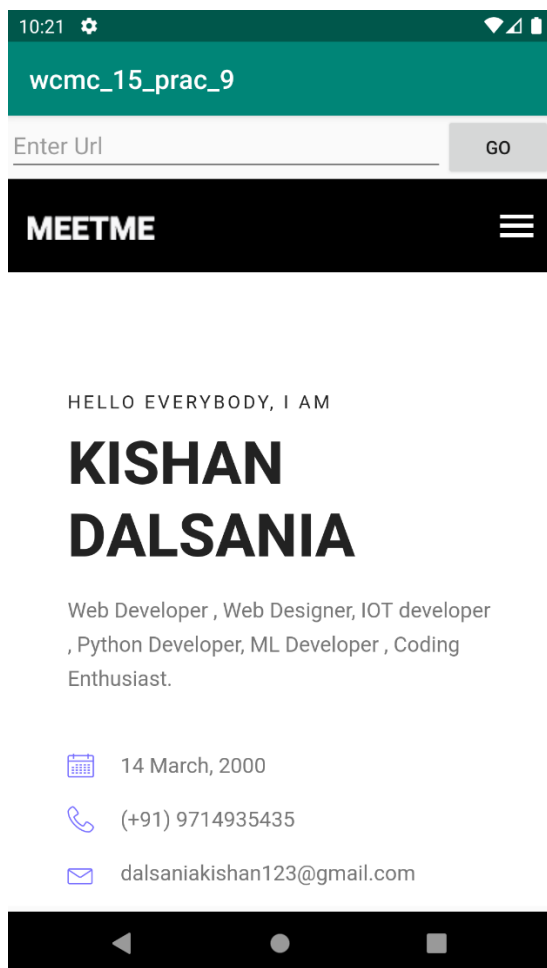 10:21
wcmc_15_prac_9
Enter Url
GO
MEETME
HELLO EVERYBODY, I AM
KISHAN
DALSANIA
Web Developer , Web Designer, IOT developer
, Python Developer, ML Developer , Coding
Enthusiast.
14 March, 2000
(+91) 9714935435
dalsaniakishan123@gmail.com